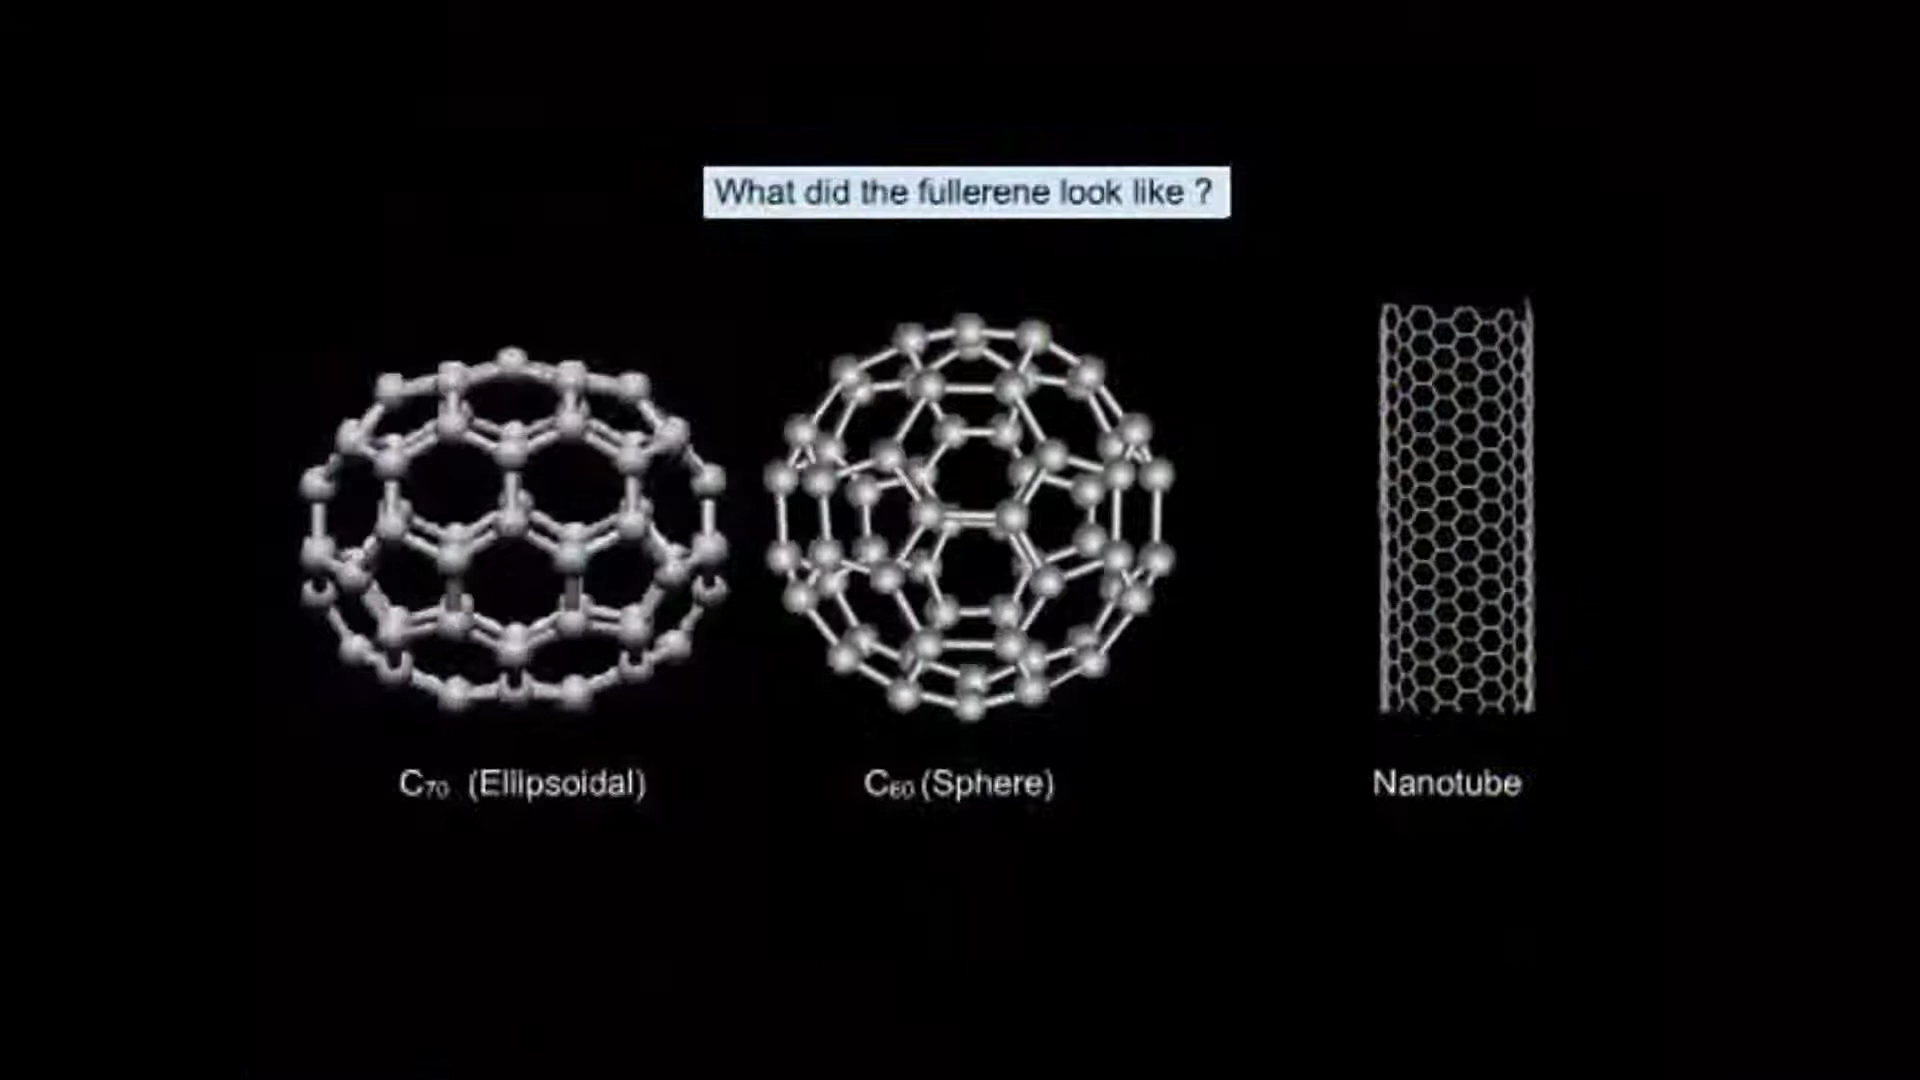 What did the fullerene look like ?
C₇₀ (Ellipsoidal)
C₆₀ (Sphere)
Nanotube